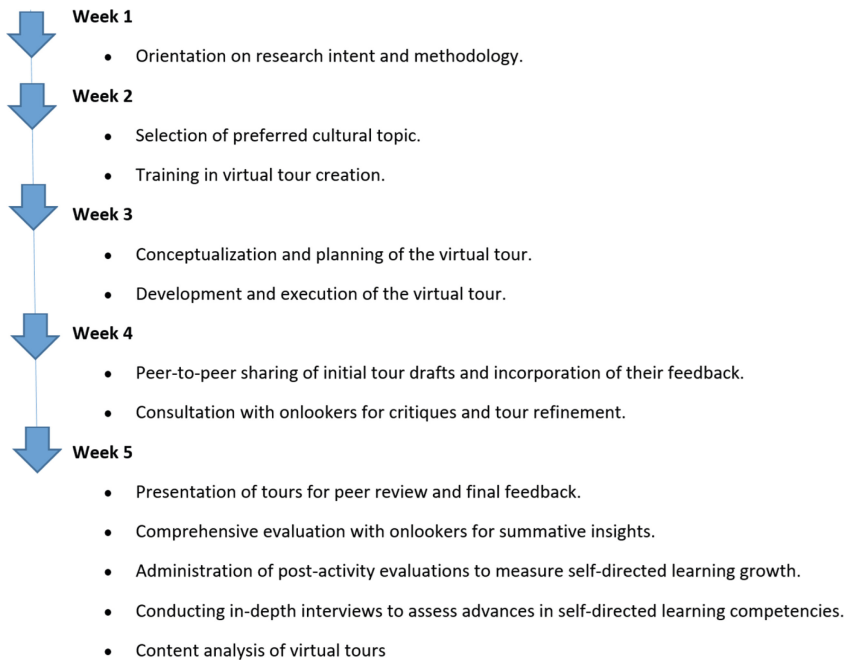 Week 1
• Orientation on research intent and methodology.
Week 2
• Selection of preferred cultural topic.
• Training in virtual tour creation.
Week 3
• Conceptualization and planning of the virtual tour.
• Development and execution of the virtual tour.
Week 4
• Peer-to-peer sharing of initial tour drafts and incorporation of their feedback.
• Consultation with onlookers for critiques and tour refinement.
Week 5
• Presentation of tours for peer review and final feedback.
• Comprehensive evaluation with onlookers for summative insights.
• Administration of post-activity evaluations to measure self-directed learning growth.
• Conducting in-depth interviews to assess advances in self-directed learning competencies.
• Content analysis of virtual tours